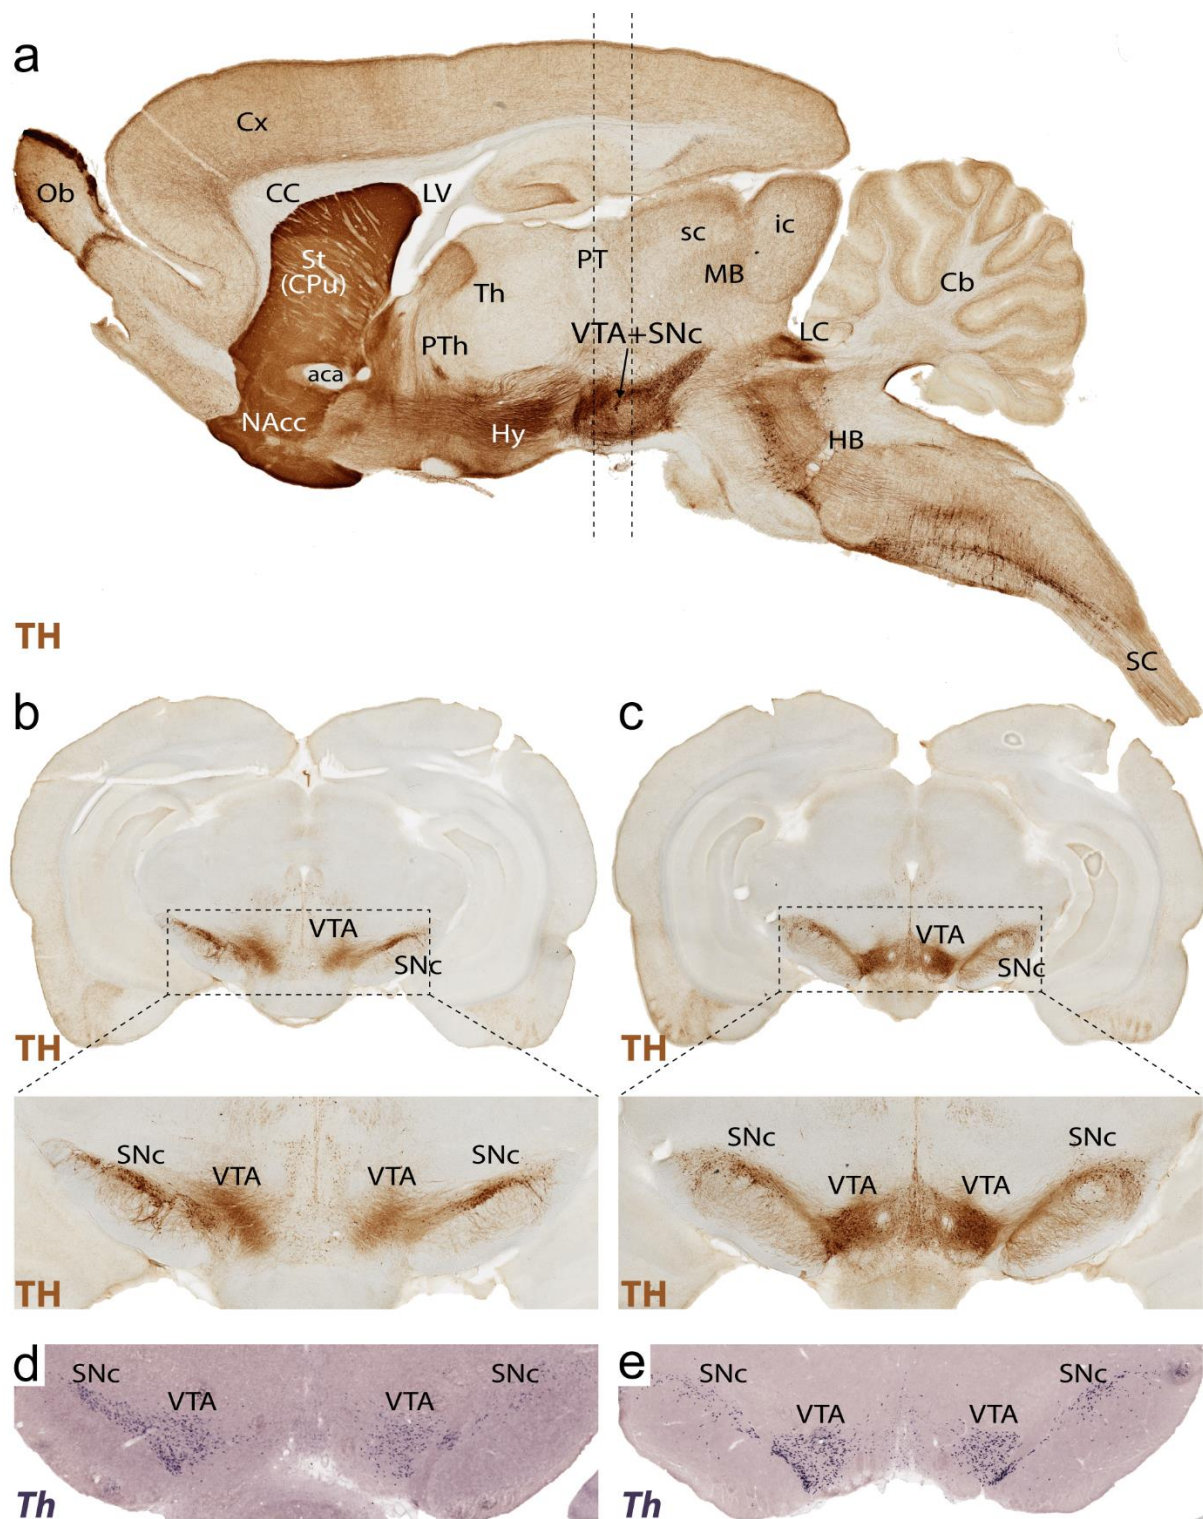 a
Cx
Ob
CC
LV
ic
sc
St
(CPu)
PT
MB
Th
Cb
VTA+SNc
LC
PTh
aca
NAcc
Hy
HB
TH
SC
b
c
VTA
VTA
SNc
SNc
TH
TH
SNc
SNc
VTA
VTA
TH
SNc
SNc
VTA
VTA
TH
d
SNc
SNc
VTA
VTA
Th
e
SNc
SNc
VTA
VTA
Th